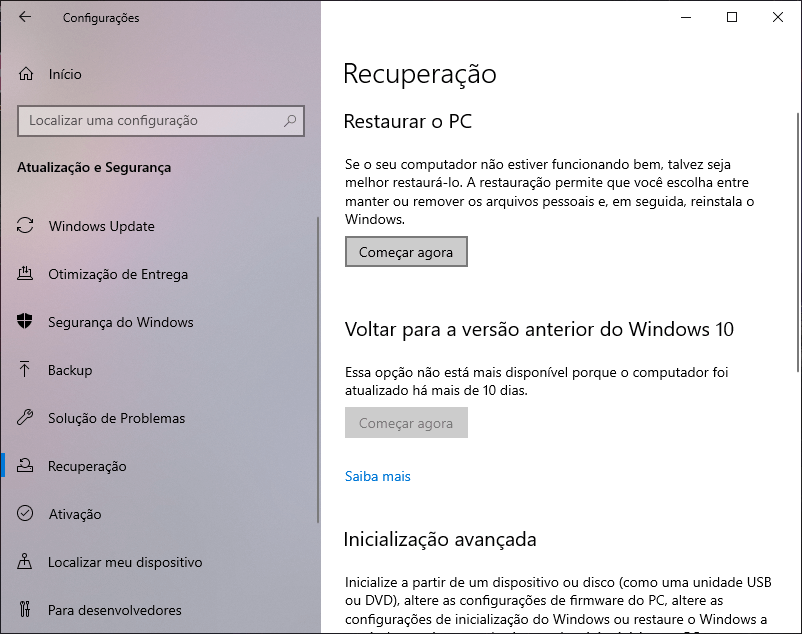 Configurações
Início
Localizar uma configuração
Atualização e Segurança
Windows Update
Otimização de Entrega
Segurança do Windows
Backup
Solução de Problemas
Recuperação
Ativação
Localizar meu dispositivo
Para desenvolvedores
Recuperação
Restaurar o PC
Se o seu computador não estiver funcionando bem, talvez seja
melhor restaurá-lo. A restauração permite que você escolha entre
manter ou remover os arquivos pessoais e, em seguida, reinstala o
Windows.
Começar agora
Voltar para a versão anterior do Windows 10
Essa opção não está mais disponível porque o computador foi
atualizado há mais de 10 dias.
Começar agora
Saiba mais
Inicialização avançada
Inicialize a partir de um dispositivo ou disco (como uma unidade USB
ou DVD), altere as configurações de firmware do PC, altere as
configurações de inicialização do Windows ou restaure o Windows a